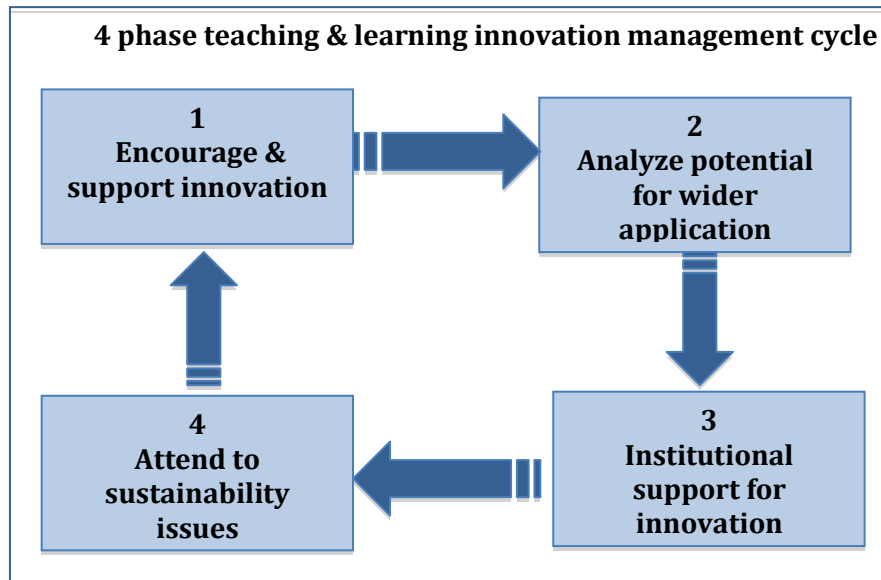 4 phase teaching & learning innovation management cycle
1
Encourage &
support innovation
2
Analyze potential
for wider
application
3
Institutional
support for
innovation
4
Attend to
sustainability
issues